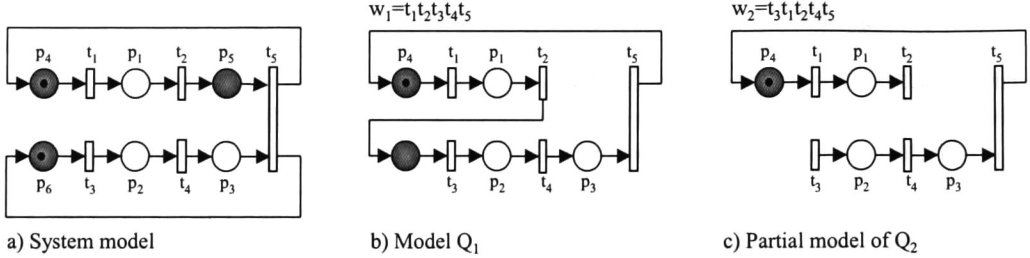 w₁=t₁t₂t₃t₄t₅
w₂=t₃t₁t₂t₄t₅
p₄ t₁ p₁ t₂ p₅ t₅
p₄ t₁ p₁ t₂ t₅
p₄ t₁ p₁ t₂ t₅
p₆ t₃ p₂ t₄ p₃
t₃ p₂ t₄ p₃
t₃ p₂ t₄ p₃
a) System model
b) Model Q₁
c) Partial model of Q₂